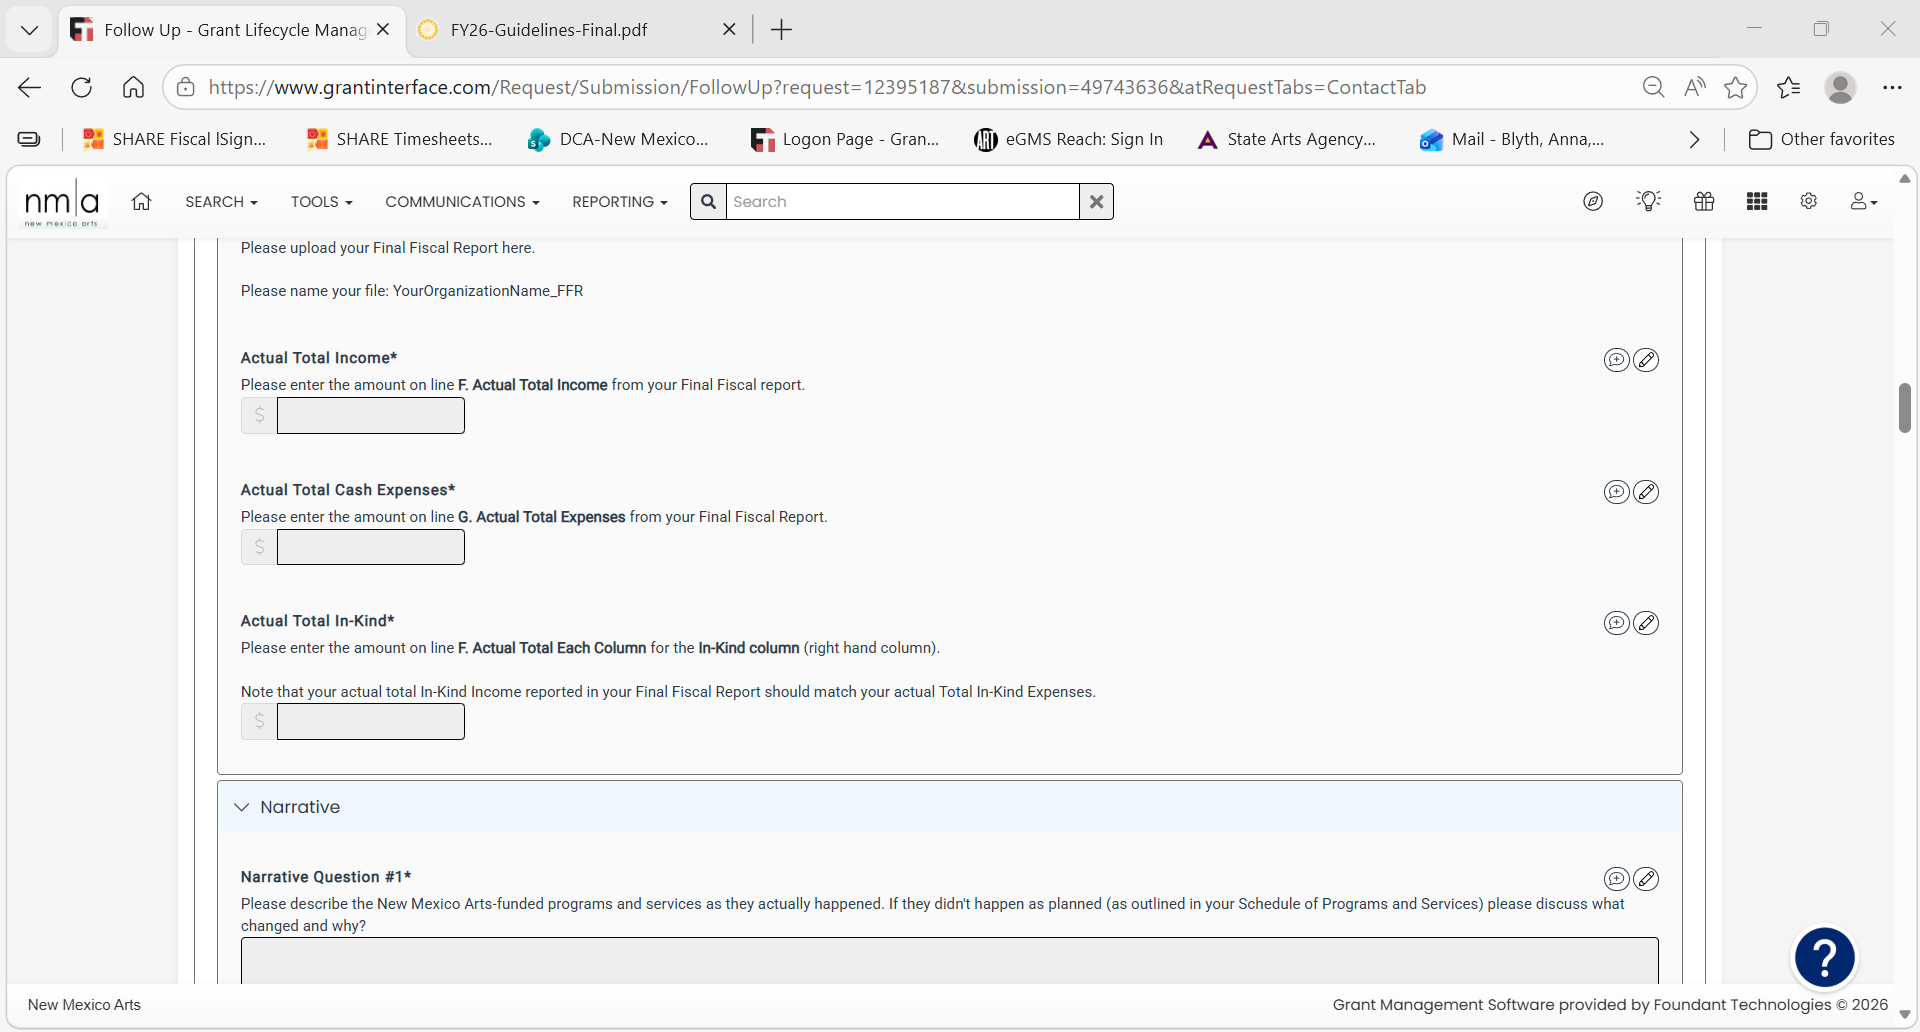 Follow Up - Grant Lifecycle Manag
FY26-Guidelines-Final.pdf
https://www.grantinterface.com/Request/Submission/FollowUp?request=12395187&submission=49743636&atRequestTabs=ContactTab
SHARE Fiscal lSign...
SHARE Timesheets...
DCA-New Mexico...
Logon Page - Gran...
eGMS Reach: Sign In
State Arts Agency...
Mail - Blyth, Anna,...
Other favorites
nm|a
new mexico arts
SEARCH
TOOLS
COMMUNICATIONS
REPORTING
Search
Please upload your Final Fiscal Report here.
Please name your file: YourOrganizationName_FFR
Actual Total Income*
Please enter the amount on line F. Actual Total Income from your Final Fiscal report.
$
Actual Total Cash Expenses*
Please enter the amount on line G. Actual Total Expenses from your Final Fiscal Report.
$
Actual Total In-Kind*
Please enter the amount on line F. Actual Total Each Column for the In-Kind column (right hand column).
Note that your actual total In-Kind Income reported in your Final Fiscal Report should match your actual Total In-Kind Expenses.
$
Narrative
Narrative Question #1*
Please describe the New Mexico Arts-funded programs and services as they actually happened. If they didn't happen as planned (as outlined in your Schedule of Programs and Services) please discuss what
changed and why?
?
New Mexico Arts
Grant Management Software provided by Foundant Technologies © 2026